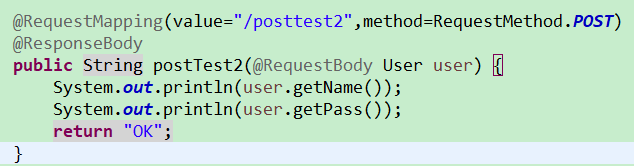 @RequestMapping(value="/posttest2",method=RequestMethod.POST)
@ResponseBody
public String postTest2(@RequestBody User user) {
    System.out.println(user.getName());
    System.out.println(user.getPass());
    return "OK";
}